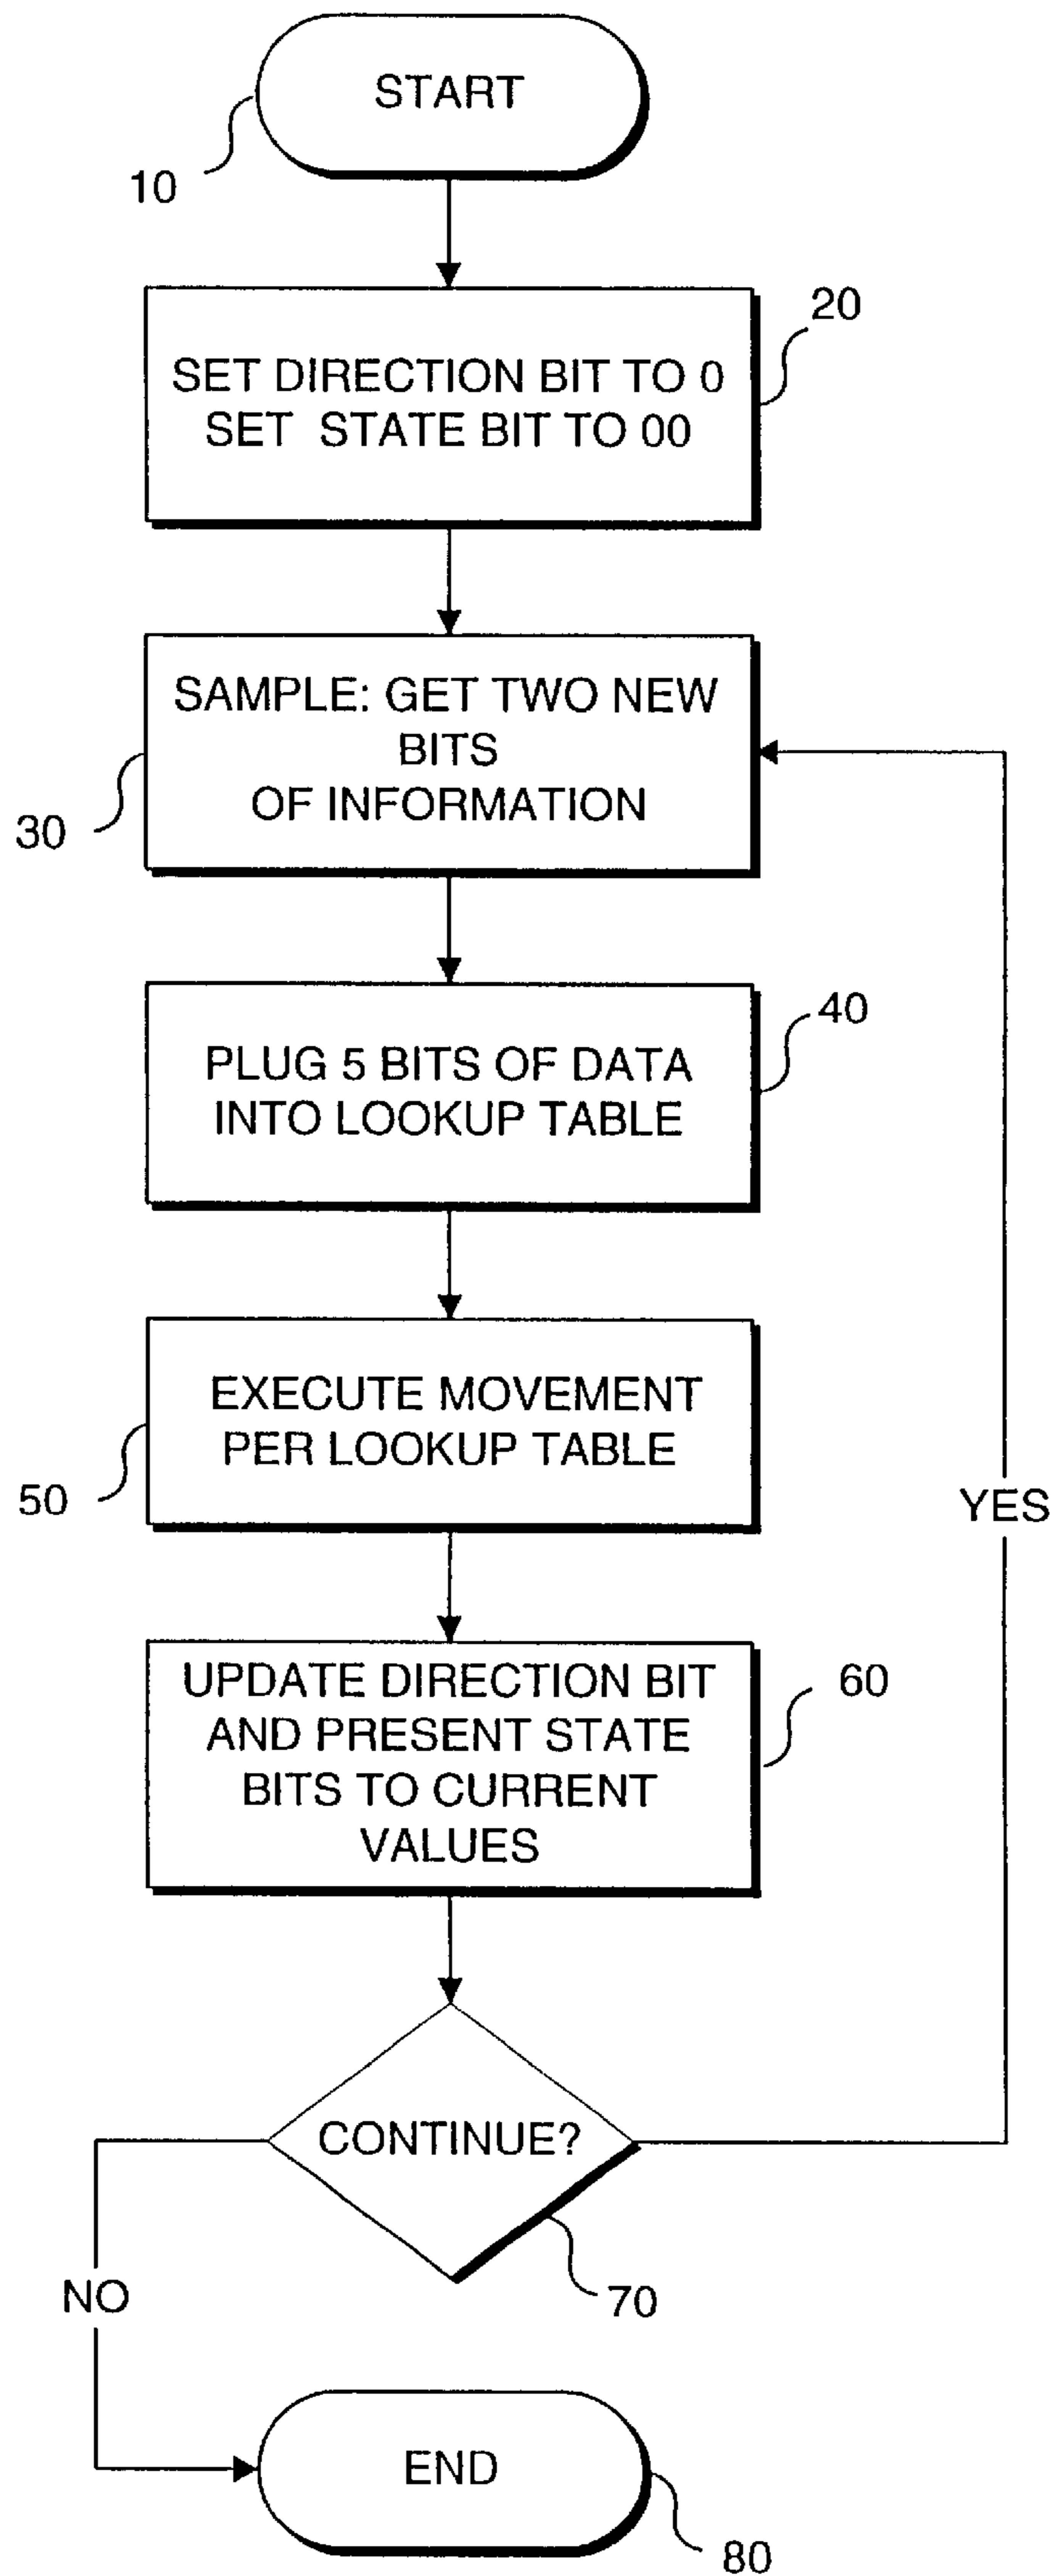 START
10
20
SET DIRECTION BIT TO 0
SET STATE BIT TO 00
SAMPLE: GET TWO NEW
BITS
OF INFORMATION
30
40
PLUG 5 BITS OF DATA
INTO LOOKUP TABLE
EXECUTE MOVEMENT
PER LOOKUP TABLE
50
YES
UPDATE DIRECTION BIT
AND PRESENT STATE
BITS TO CURRENT
VALUES
60
CONTINUE?
NO
70
END
80